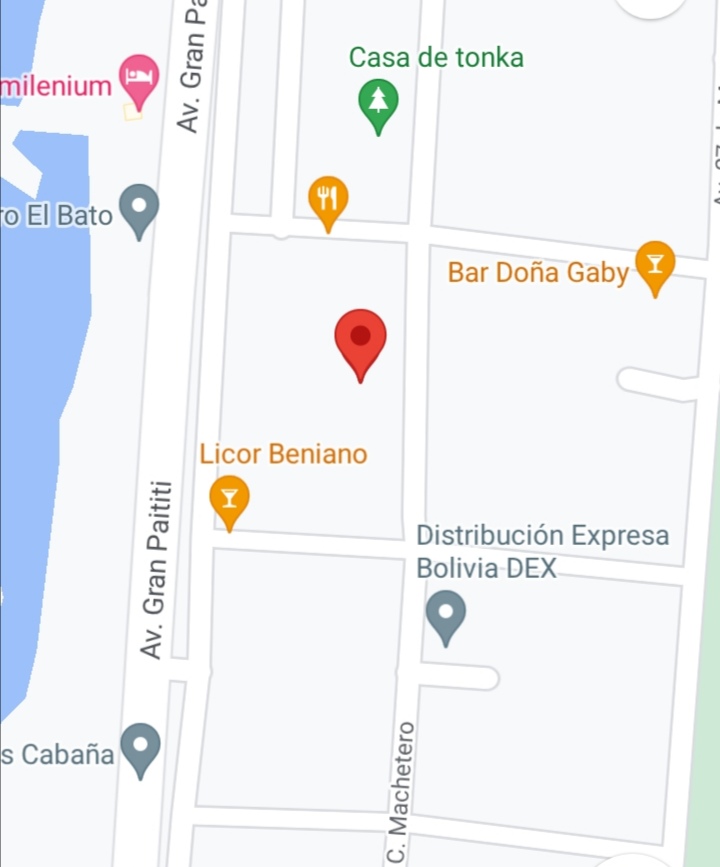 Av. Gran Pa
Casa de tonka
milenium
ro El Bato
Bar Doña Gaby
Licor Beniano
Av. Gran Paititi
Distribución Expresa
Bolivia DEX
s Cabaña
C. Machetero